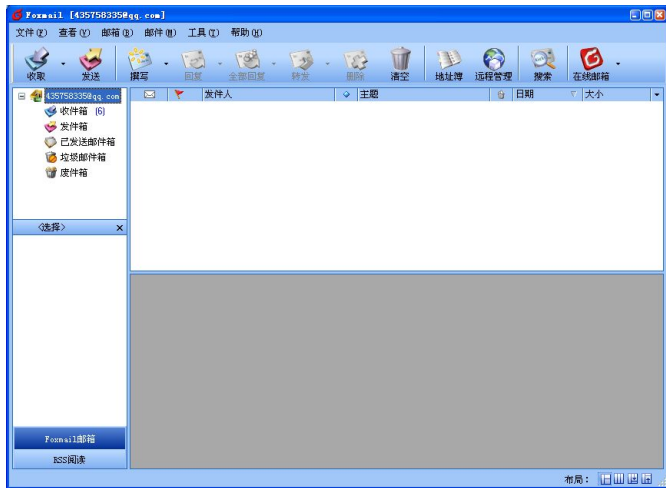 Foxmail [435758335@qq.com]
文件(F) 查看(V) 邮箱(B) 邮件(M) 工具(T) 帮助(H)
收取 发送 撰写 回复 全部回复 转发 删除 清空 地址簿 远程管理 搜索 在线邮箱
435758335@qq.com
发件人 主题 日期 大小
收件箱 (6)
发件箱
已发送邮件箱
垃圾邮件箱
废件箱
<选择>
Foxmail邮箱
RSS阅读
布局：